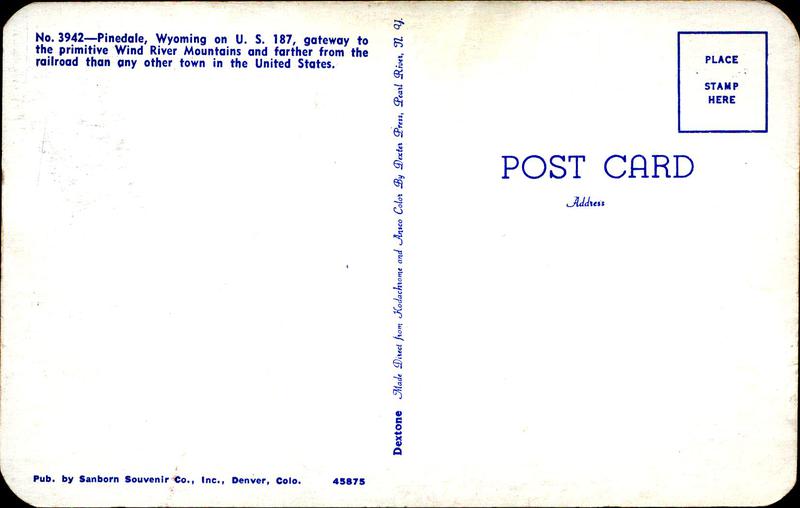 No. 3942—Pinedale, Wyoming on U. S. 187, gateway to
the primitive Wind River Mountains and farther from the
railroad than any other town in the United States.
Pub. by Sanborn Souvenir Co., Inc., Denver, Colo. 45875
Dextone Made Direct from Kodachrome and Ansco Color By Dexter Press, Pearl River, N. Y.
PLACE
STAMP
HERE
POST CARD
Address